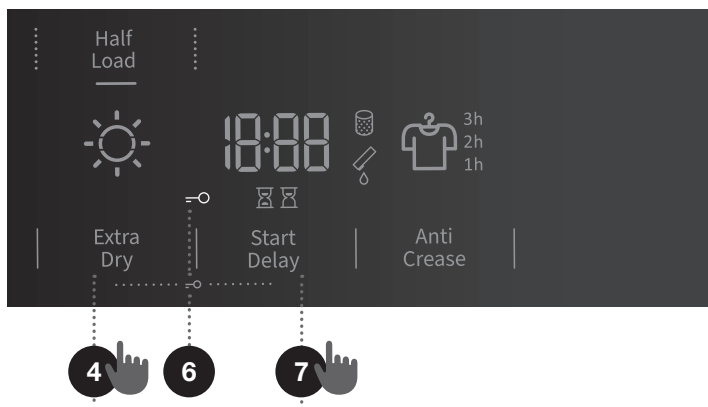 Half
Load
18:88
3h
2h
1h
Extra
Dry
Start
Delay
Anti
Crease
4
6
7